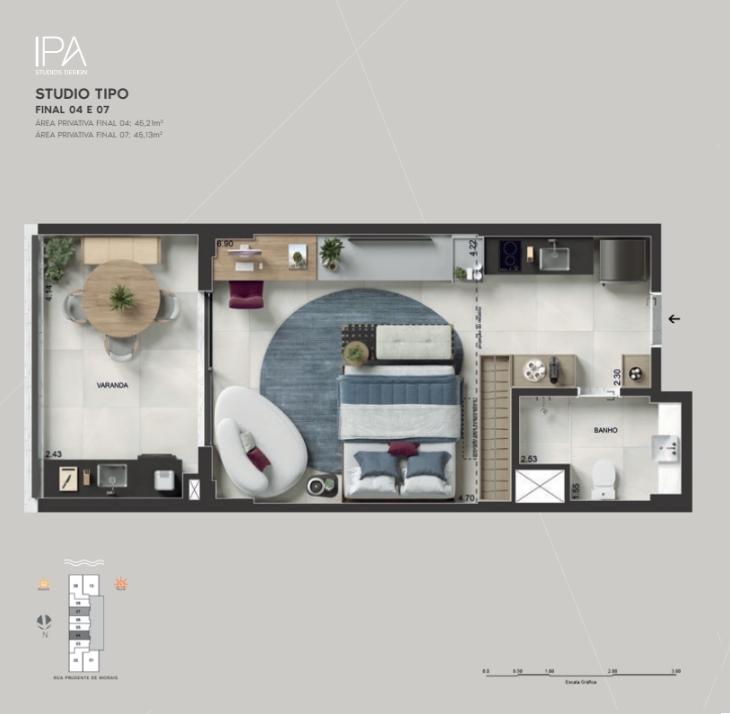 IPA
STUDIOS DESIGN
STUDIO TIPO
FINAL 04 E 07
ÁREA PRIVATIVA FINAL 04: 45,21m²
ÁREA PRIVATIVA FINAL 07: 45,13m²
6.90
4.22
4.14
VARANDA
2.30
BANHO
2.43
2.53
1.55
4.70
N
RUA PRUDENTE DE MORAIS
0.0 0.50 1.00 2.00 3.00
Escala Gráfica